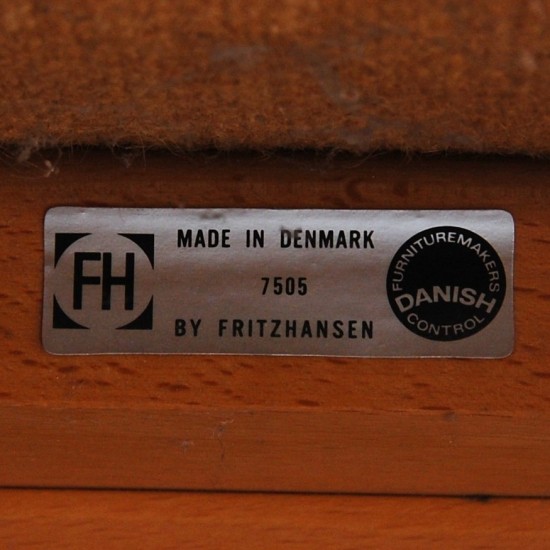 FH
MADE IN DENMARK
7505
BY FRITZHANSEN
FURNITUREMAKERS
DANISH
CONTROL